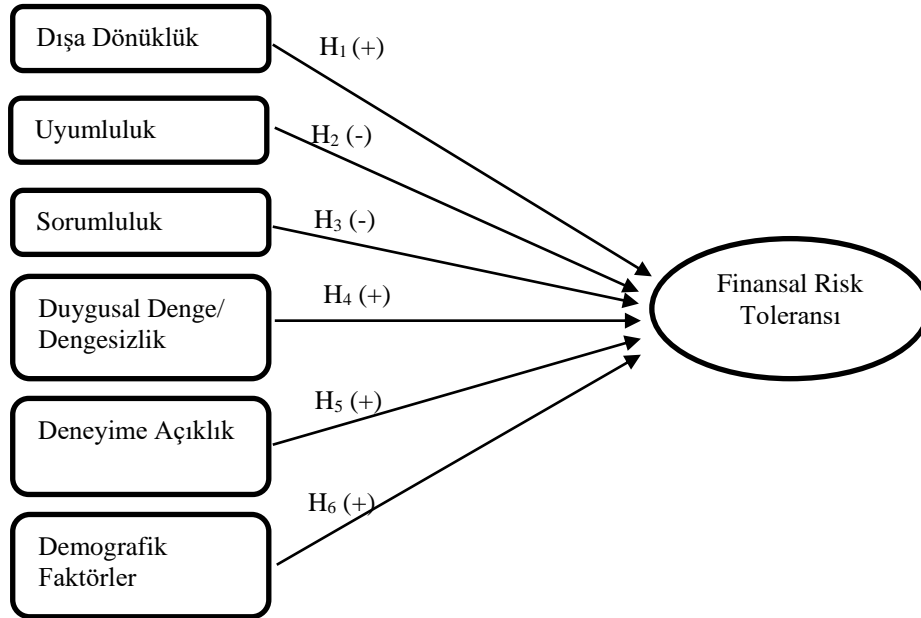 Dışa Dönüklük
H₁ (+)
Uyumluluk
H₂ (-)
Sorumluluk
H₃ (-)
Duygusal Denge/
Dengesizlik
H₄ (+)
Deneyime Açıklık
H₅ (+)
Demografik
Faktörler
H₆ (+)
Finansal Risk
Toleransı